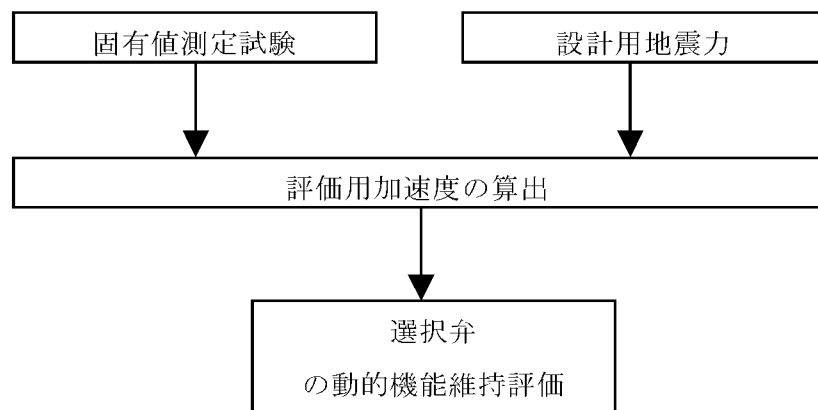 固有値測定試験
設計用地震力
評価用加速度の算出
選択弁
の動的機能維持評価